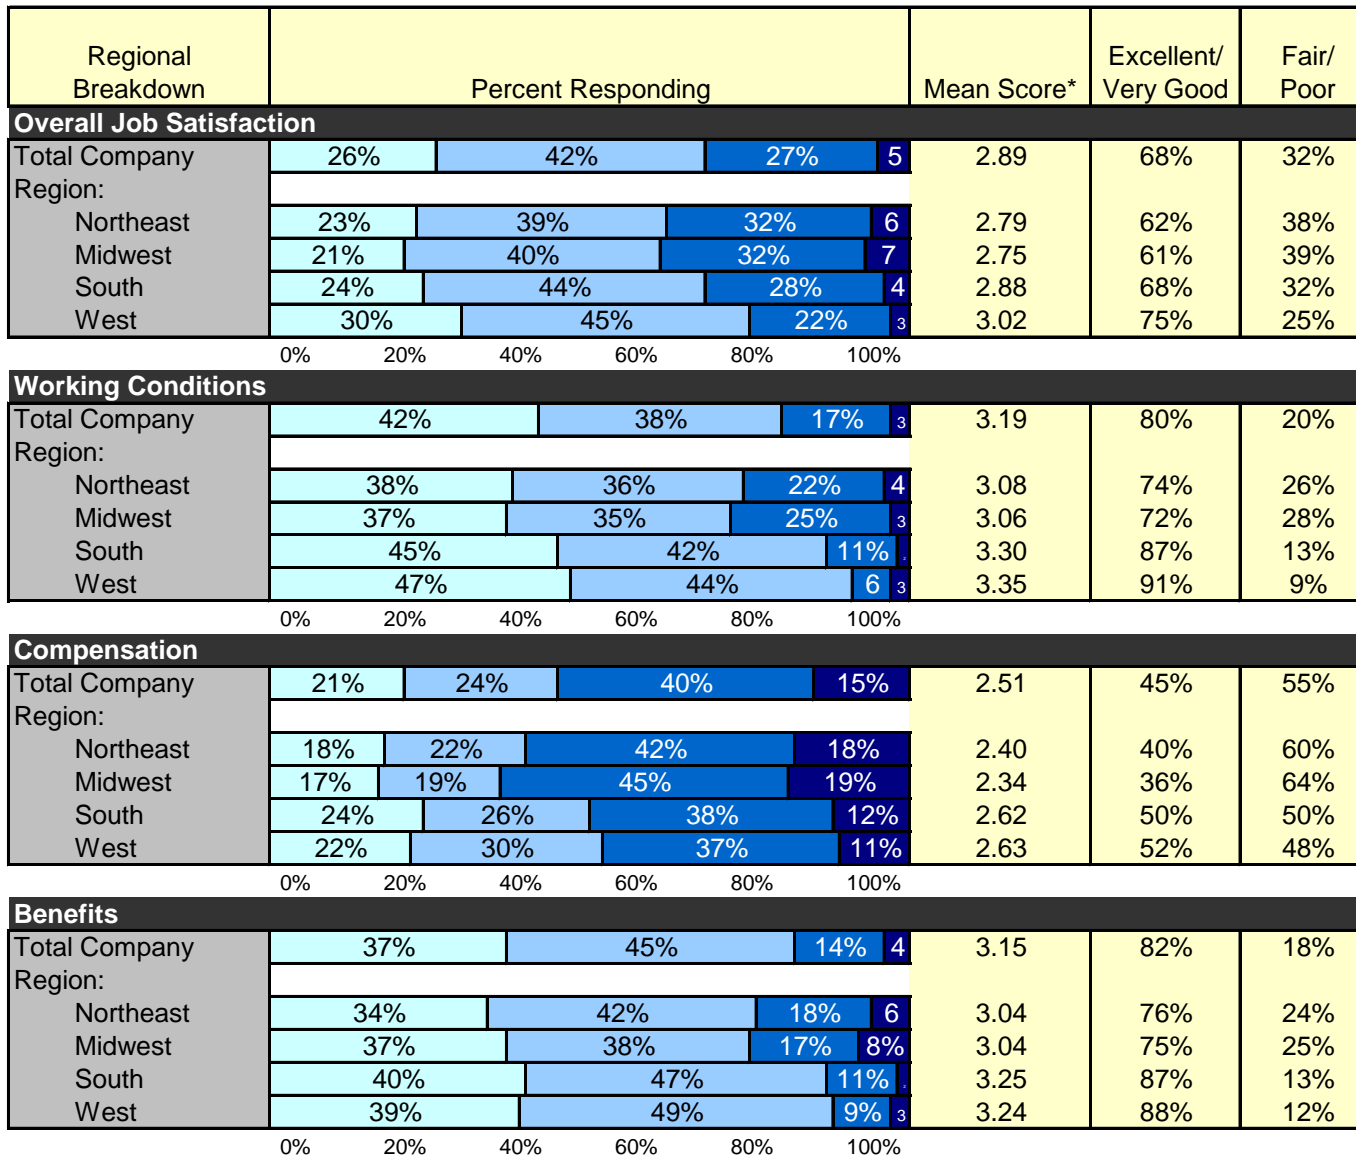 Regional Breakdown Percent Responding Mean Score* Excellent/ Very Good Fair/ Poor
Overall Job Satisfaction
Total Company 26% 42% 27% 5 2.89 68% 32%
Region:
Northeast 23% 39% 32% 6 2.79 62% 38%
Midwest 21% 40% 32% 7 2.75 61% 39%
South 24% 44% 28% 4 2.88 68% 32%
West 30% 45% 22% 3 3.02 75% 25%
0% 20% 40% 60% 80% 100%
Working Conditions
Total Company 42% 38% 17% 3 3.19 80% 20%
Region:
Northeast 38% 36% 22% 4 3.08 74% 26%
Midwest 37% 35% 25% 3 3.06 72% 28%
South 45% 42% 11% 3.30 87% 13%
West 47% 44% 6 3 3.35 91% 9%
0% 20% 40% 60% 80% 100%
Compensation
Total Company 21% 24% 40% 15% 2.51 45% 55%
Region:
Northeast 18% 22% 42% 18% 2.40 40% 60%
Midwest 17% 19% 45% 19% 2.34 36% 64%
South 24% 26% 38% 12% 2.62 50% 50%
West 22% 30% 37% 11% 2.63 52% 48%
0% 20% 40% 60% 80% 100%
Benefits
Total Company 37% 45% 14% 4 3.15 82% 18%
Region:
Northeast 34% 42% 18% 6 3.04 76% 24%
Midwest 37% 38% 17% 8% 3.04 75% 25%
South 40% 47% 11% 3.25 87% 13%
West 39% 49% 9% 3 3.24 88% 12%
0% 20% 40% 60% 80% 100%